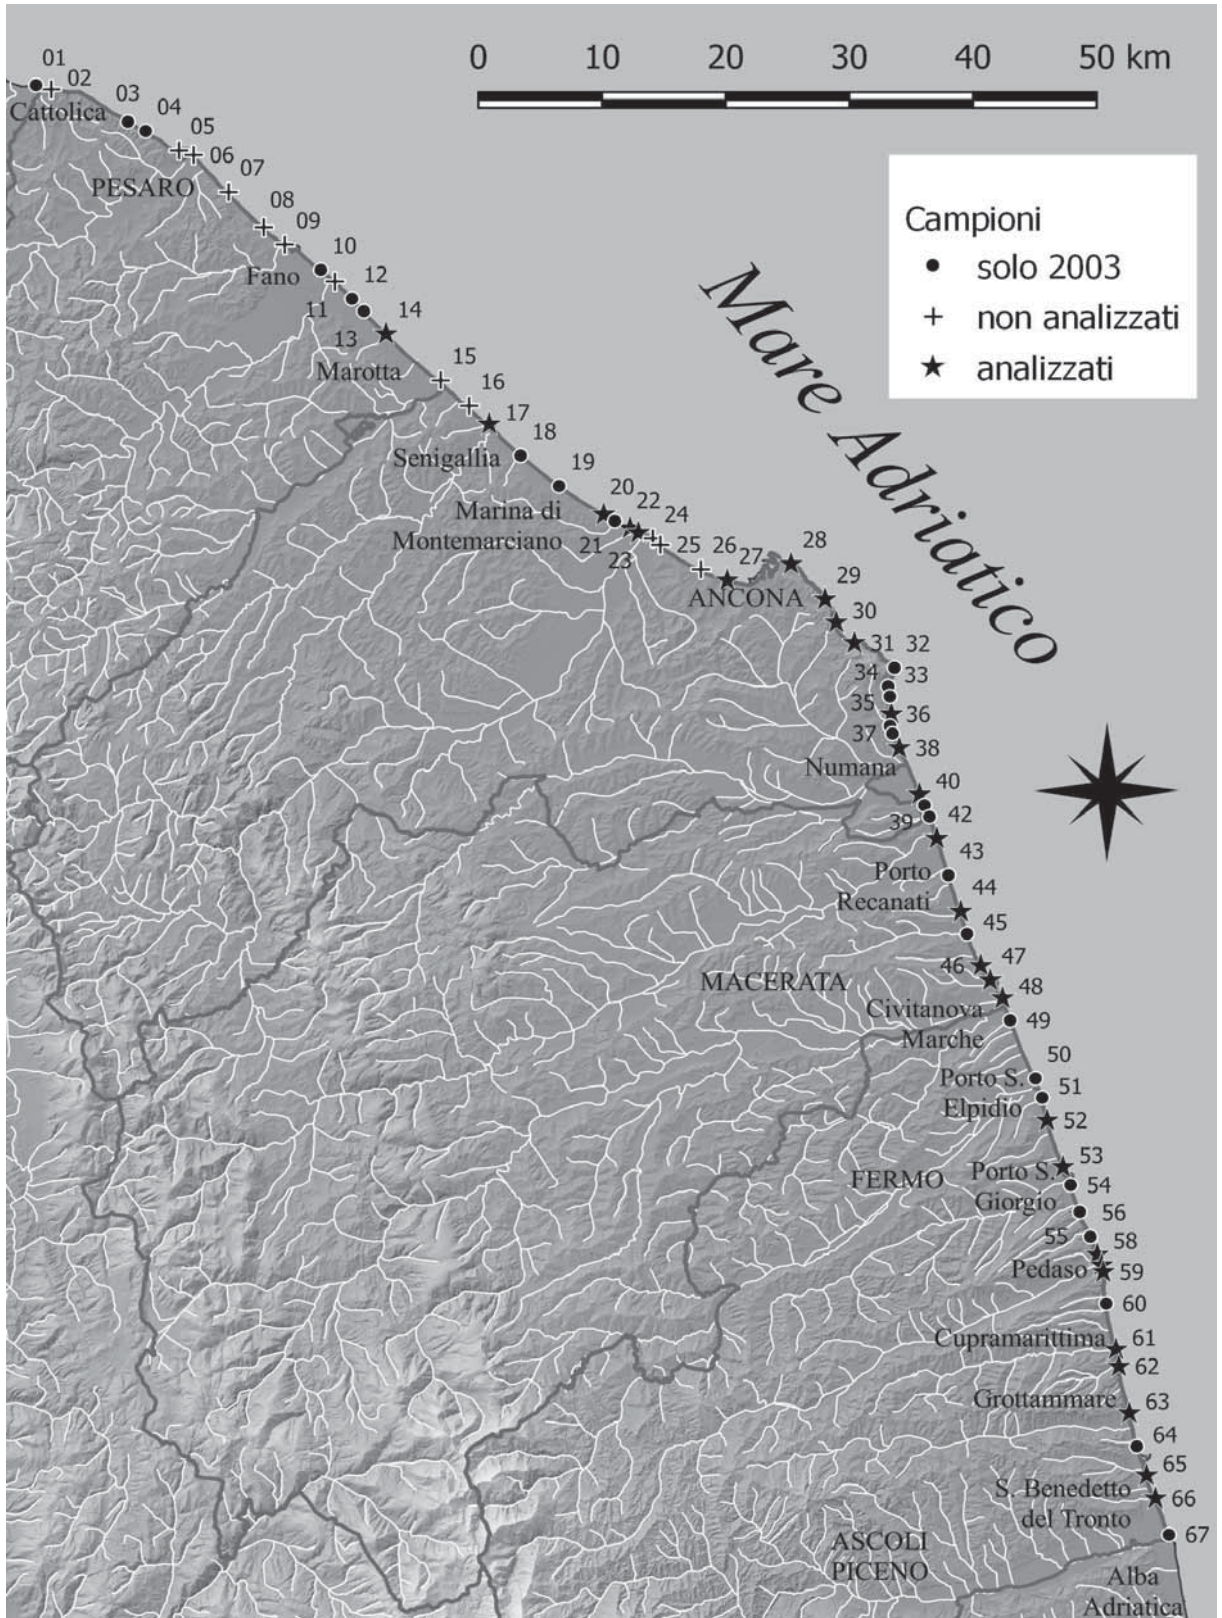 0 10 20 30 40 50 km
Campioni
solo 2003
non analizzati
analizzati
Mare Adriatico
01
02
Cattolica
03
04
05
06
PESARO
07
08
09
Fano
10
11
12
13
14
Marotta
15
16
17
Senigallia
18
19
Marina di
Montemarciano
20
21
22
23
24
25
26
27
ANCONA
28
29
30
31
32
33
34
35
36
37
38
Numana
39
40
42
43
Porto
Recanati
44
45
46
47
MACERATA
48
Civitanova
Marche
49
50
Porto S.
Elpidio
51
52
53
FERMO
Porto S.
Giorgio
54
55
56
58
Pedaso
59
60
Cupramarittima
61
62
Grottammare
63
64
65
S. Benedetto
del Tronto
66
67
ASCOLI
PICENO
Alba
Adriatica